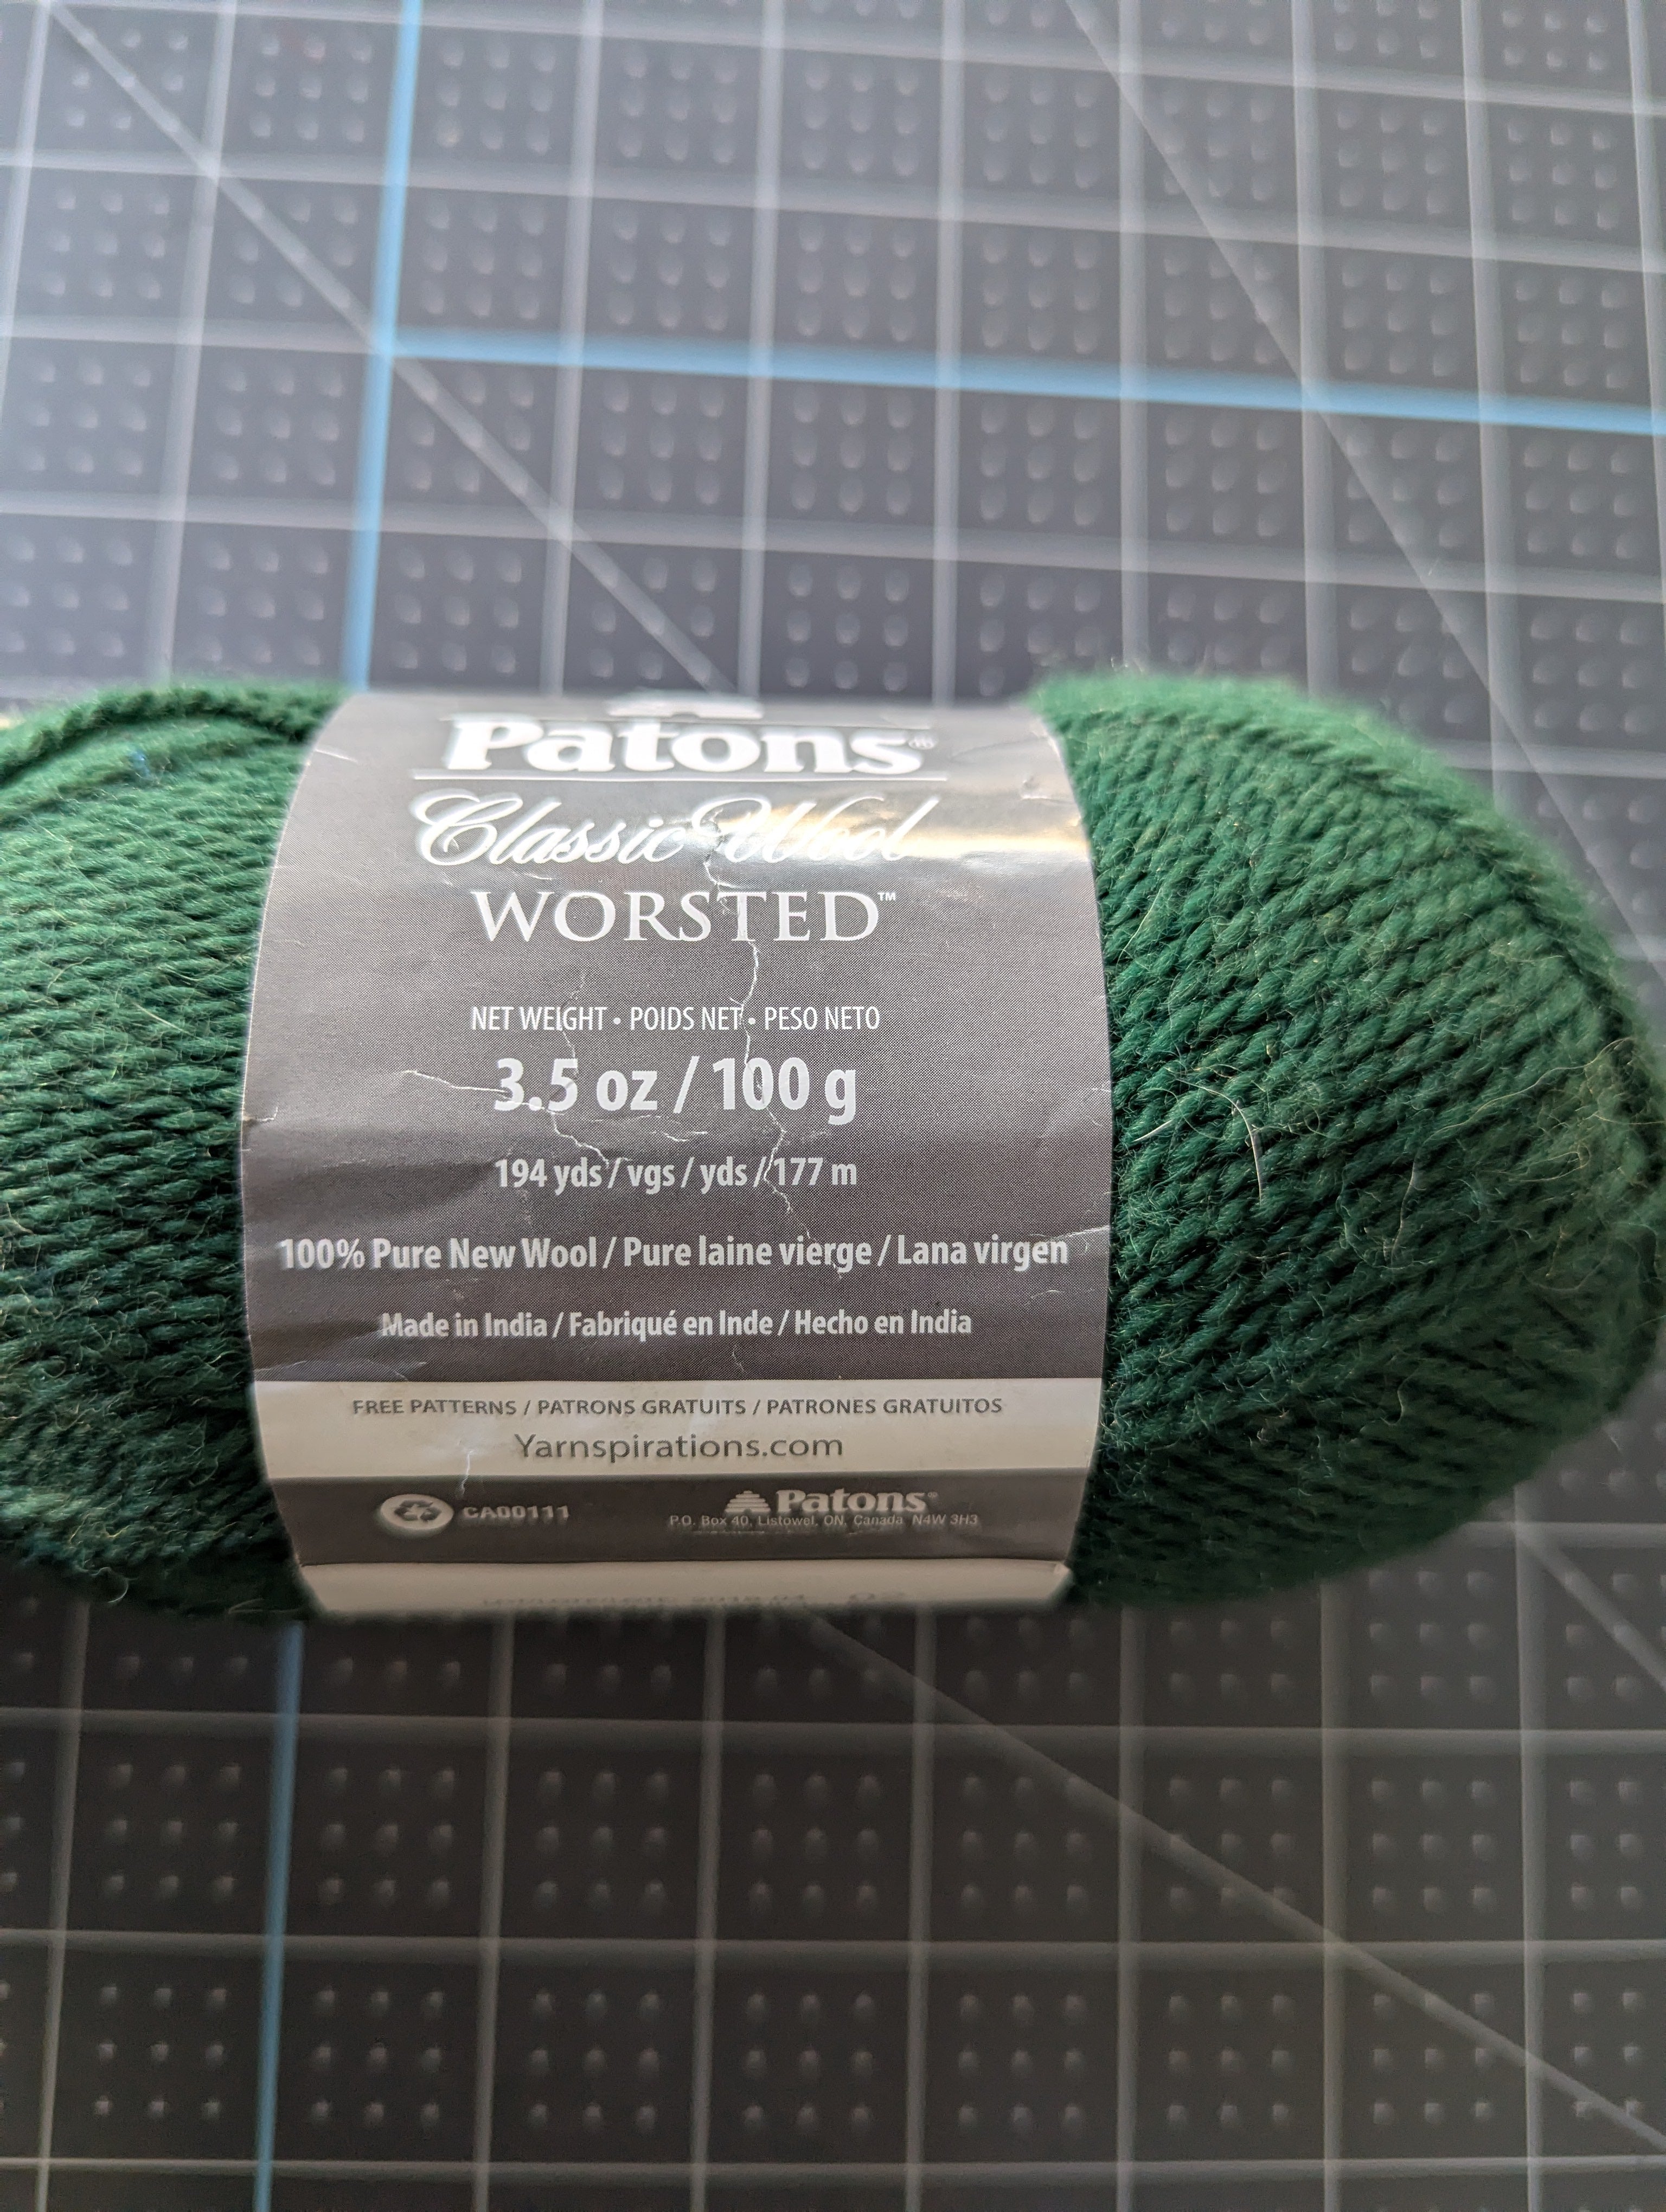 Patons®
Classic Wool
WORSTED™
NET WEIGHT • POIDS NET • PESO NETO
3.5 oz / 100 g
194 yds / vgs / yds / 177 m
100% Pure New Wool / Pure laine vierge / Lana virgen
Made in India / Fabriqué en Inde / Hecho en India
FREE PATTERNS / PATRONS GRATUITS / PATRONES GRATUITOS
Yarnspirations.com
CA00111
Patons®
P.O. Box 40, Listowel, ON, Canada N4W 3H3